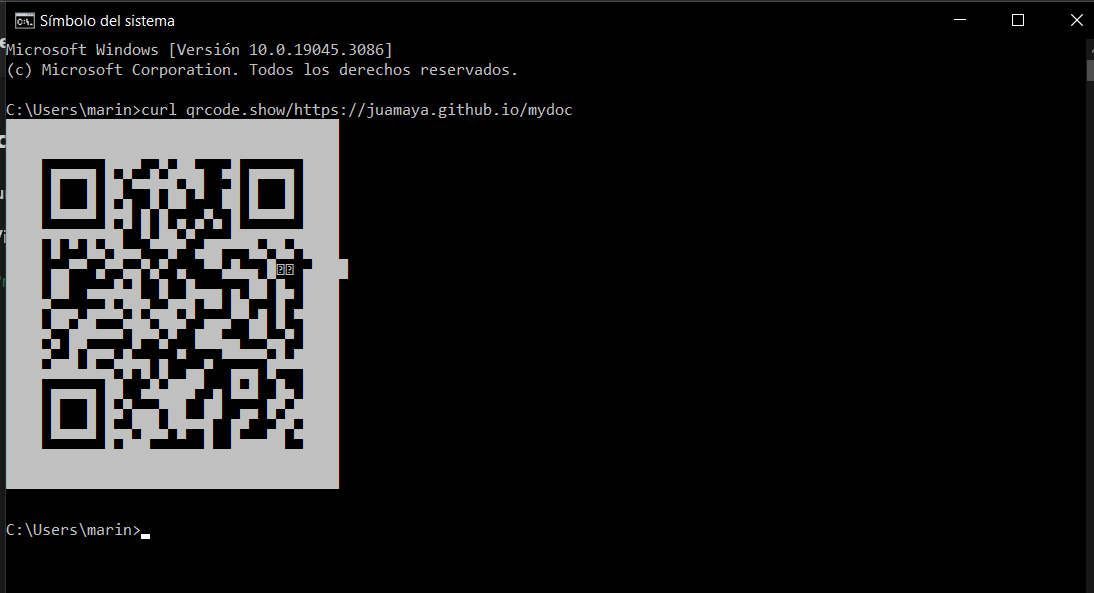 Símbolo del sistema
Microsoft Windows [Versión 10.0.19045.3086]
(c) Microsoft Corporation. Todos los derechos reservados.
C:\Users\marin>curl qrcode.show/https://juamaya.github.io/mydoc
C:\Users\marin>